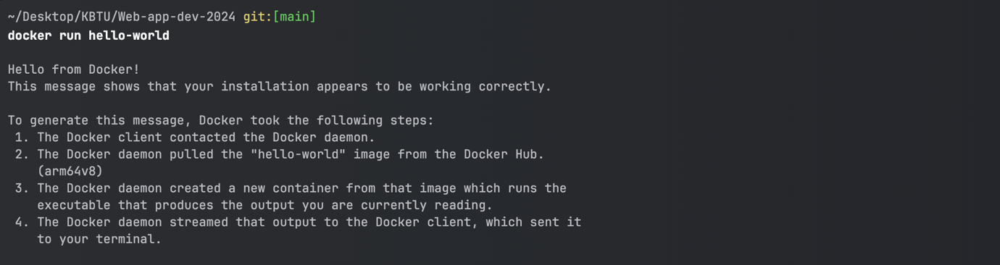 ~/Desktop/KBTU/Web-app-dev-2024 git:[main]
docker run hello-world
Hello from Docker!
This message shows that your installation appears to be working correctly.
To generate this message, Docker took the following steps:
1. The Docker client contacted the Docker daemon.
2. The Docker daemon pulled the "hello-world" image from the Docker Hub.
(arm64v8)
3. The Docker daemon created a new container from that image which runs the
executable that produces the output you are currently reading.
4. The Docker daemon streamed that output to the Docker client, which sent it
to your terminal.